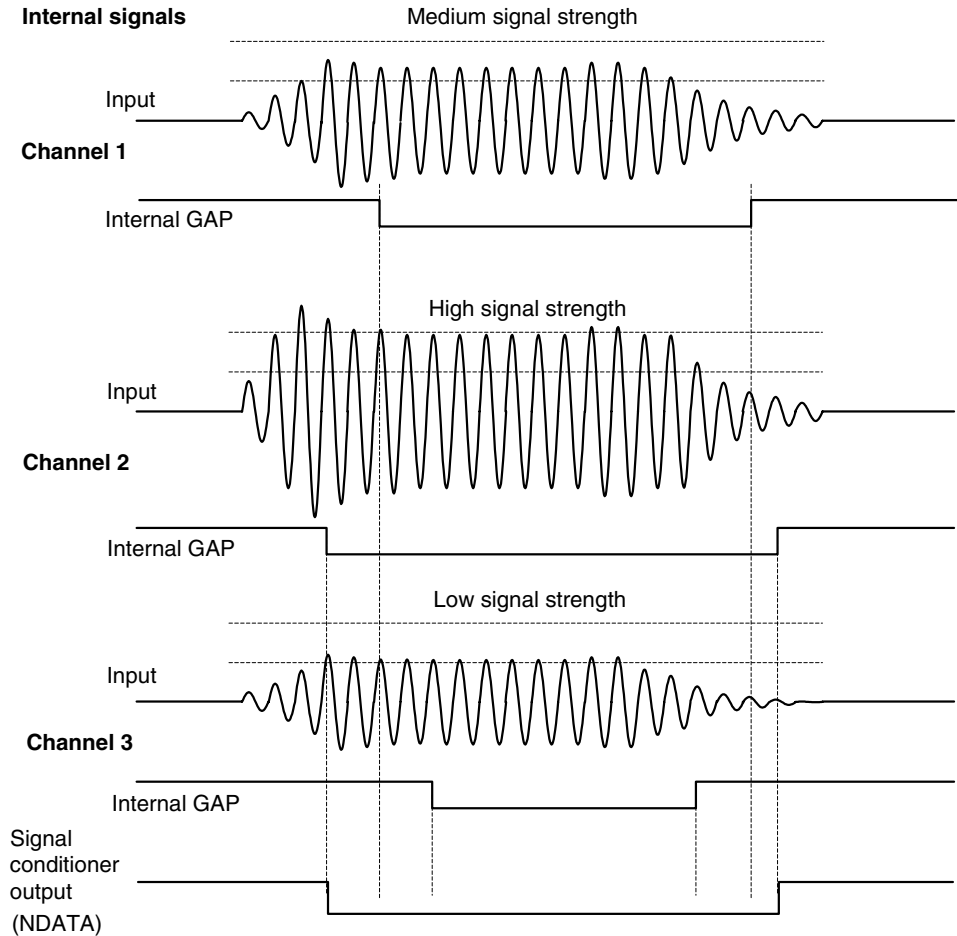 Internal signals
Medium signal strength
Input
Channel 1
Internal GAP
High signal strength
Input
Channel 2
Internal GAP
Low signal strength
Input
Channel 3
Internal GAP
Signal
conditioner
output
(NDATA)